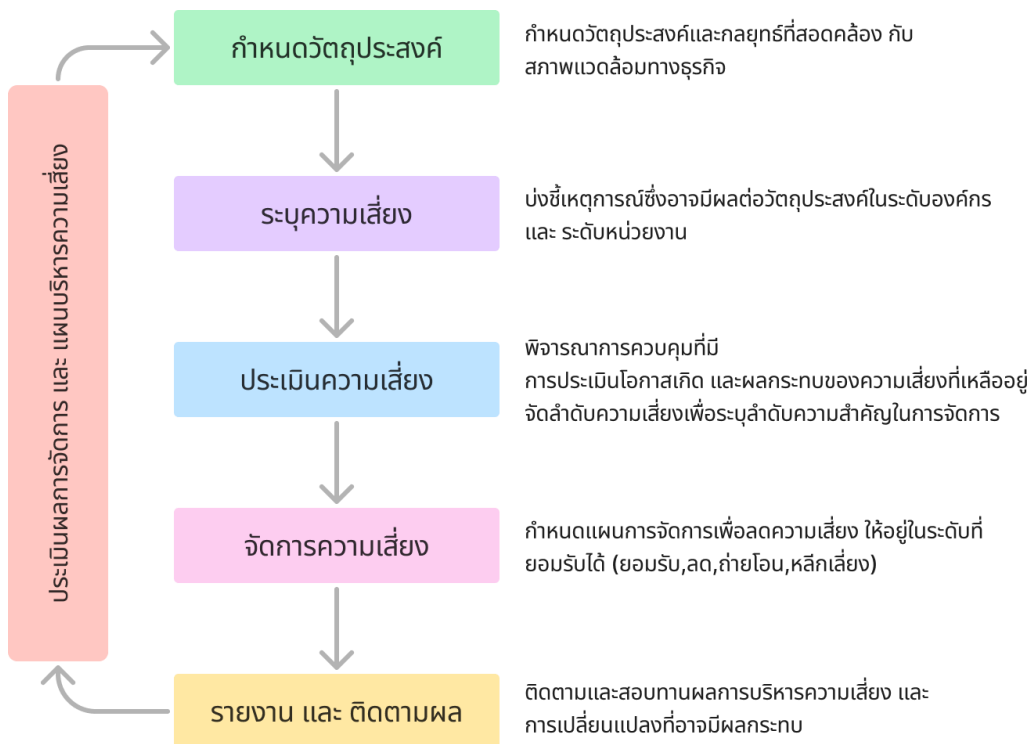 กำหนดวัตถุประสงค์
กำหนดวัตถุประสงค์และกลยุทธ์ที่สอดคล้อง กับ
สภาพแวดล้อมทางธุรกิจ
ระบุความเสี่ยง
บ่งชี้เหตุการณ์ซึ่งอาจมีผลต่อวัตถุประสงค์ในระดับองค์กร
และ ระดับหน่วยงาน
ประเมินความเสี่ยง
พิจารณาการควบคุมที่มี
การประเมินโอกาสเกิด และผลกระทบของความเสี่ยงที่เหลืออยู่
จัดลำดับความเสี่ยงเพื่อระบุลำดับความสำคัญในการจัดการ
จัดการความเสี่ยง
กำหนดแผนการจัดการเพื่อลดความเสี่ยง ให้อยู่ในระดับที่
ยอมรับได้ (ยอมรับ,ลด,ถ่ายโอน,หลีกเลี่ยง)
รายงาน และ ติดตามผล
ติดตามและสอบทานผลการบริหารความเสี่ยง และ
การเปลี่ยนแปลงที่อาจมีผลกระทบ
ประเมินผลการจัดการ และ แผนบริหารความเสี่ยง